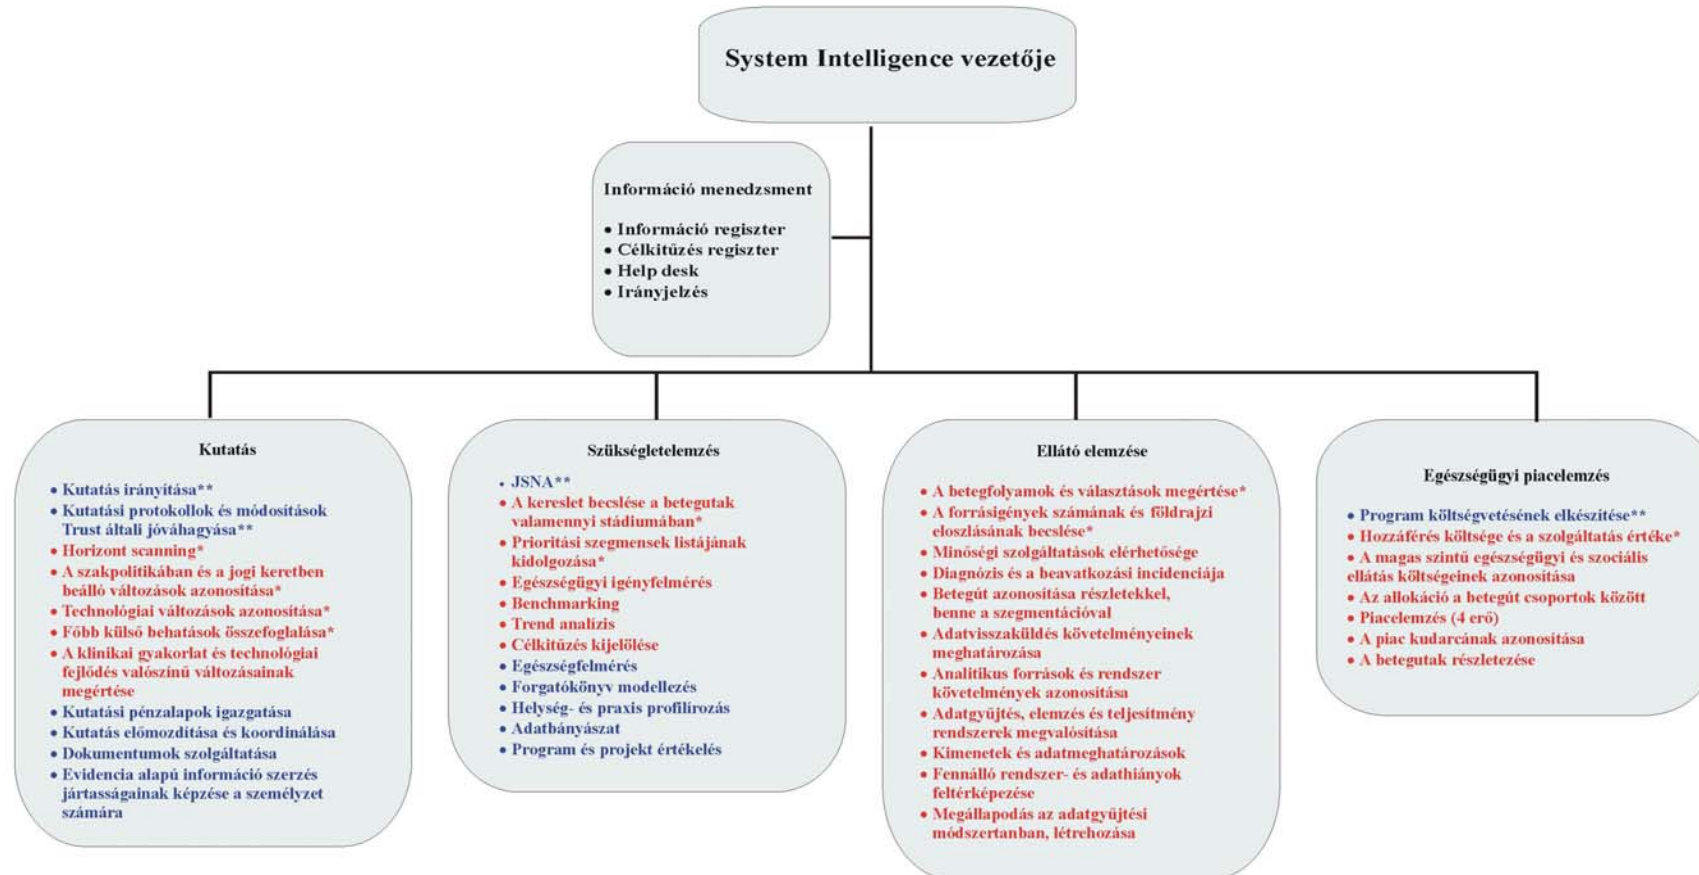 System Intelligence vezetője
Információ menedzsment
• Információ regiszter
• Célkitűzés regiszter
• Help desk
• Irányjelzés
Kutatás
• Kutatás irányítása**
• Kutatási protokollok és módosítások
Trust általi jóváhagyása**
• Horizont scanning*
• A szakpolitikában és a jogi keretben
beálló változások azonosítása*
• Technológiai változások azonosítása*
• Főbb külső behatások összefoglalása*
• A klinikai gyakorlat és technológiai
fejlődés valószínű változásainak
megértése
• Kutatási pénzalapok igazgatása
• Kutatás előmozdítása és koordinálása
• Dokumentumok szolgáltatása
• Evidencia alapú információ szerzés
jártasságainak képzése a személyzet
számára
Szükségletelemzés
• JSNA**
• A kereslet becslése a betegutak
valamennyi stádiumában*
• Prioritási szegmensek listájának
kidolgozása*
• Egészségügyi igényfelmérés
• Benchmarking
• Trend analízis
• Célkitűzés kijelölése
• Egészségfelmérés
• Forgatókönyv modellezés
• Helység- és praxis profilírozás
• Adatbányászat
• Program és projekt értékelés
Ellátó elemzése
• A betegfolyamok és választások megértése*
• A forrásigények számának és földrajzi
eloszlásának becslése*
• Minőségi szolgáltatások elérhetősége
• Diagnózis és a beavatkozási incidenciája
• Betegút azonosítása részletekkel,
benne a szegmentációval
• Adatvisszaküldés követelményeinek
meghatározása
• Analitikus források és rendszer
követelmények azonosítása
• Adatgyűjtés, elemzés és teljesítmény
rendszerek megvalósítása
• Kimenetek és adatmeghatározások
• Fennálló rendszer- és adathiányok
feltérképezése
• Megállapodás az adatgyűjtési
módszertanban, létrehozása
Egészségügyi piacelemzés
• Program költségvetésének elkészítése**
• Hozzáférés költsége és a szolgáltatás értéke*
• A magas szintű egészségügyi és szociális
ellátás költségeinek azonosítása
• Az allokáció a betegút csoportok között
• Piacelemzés (4 erő)
• A piac kudarcának azonosítása
• A betegutak részletezése